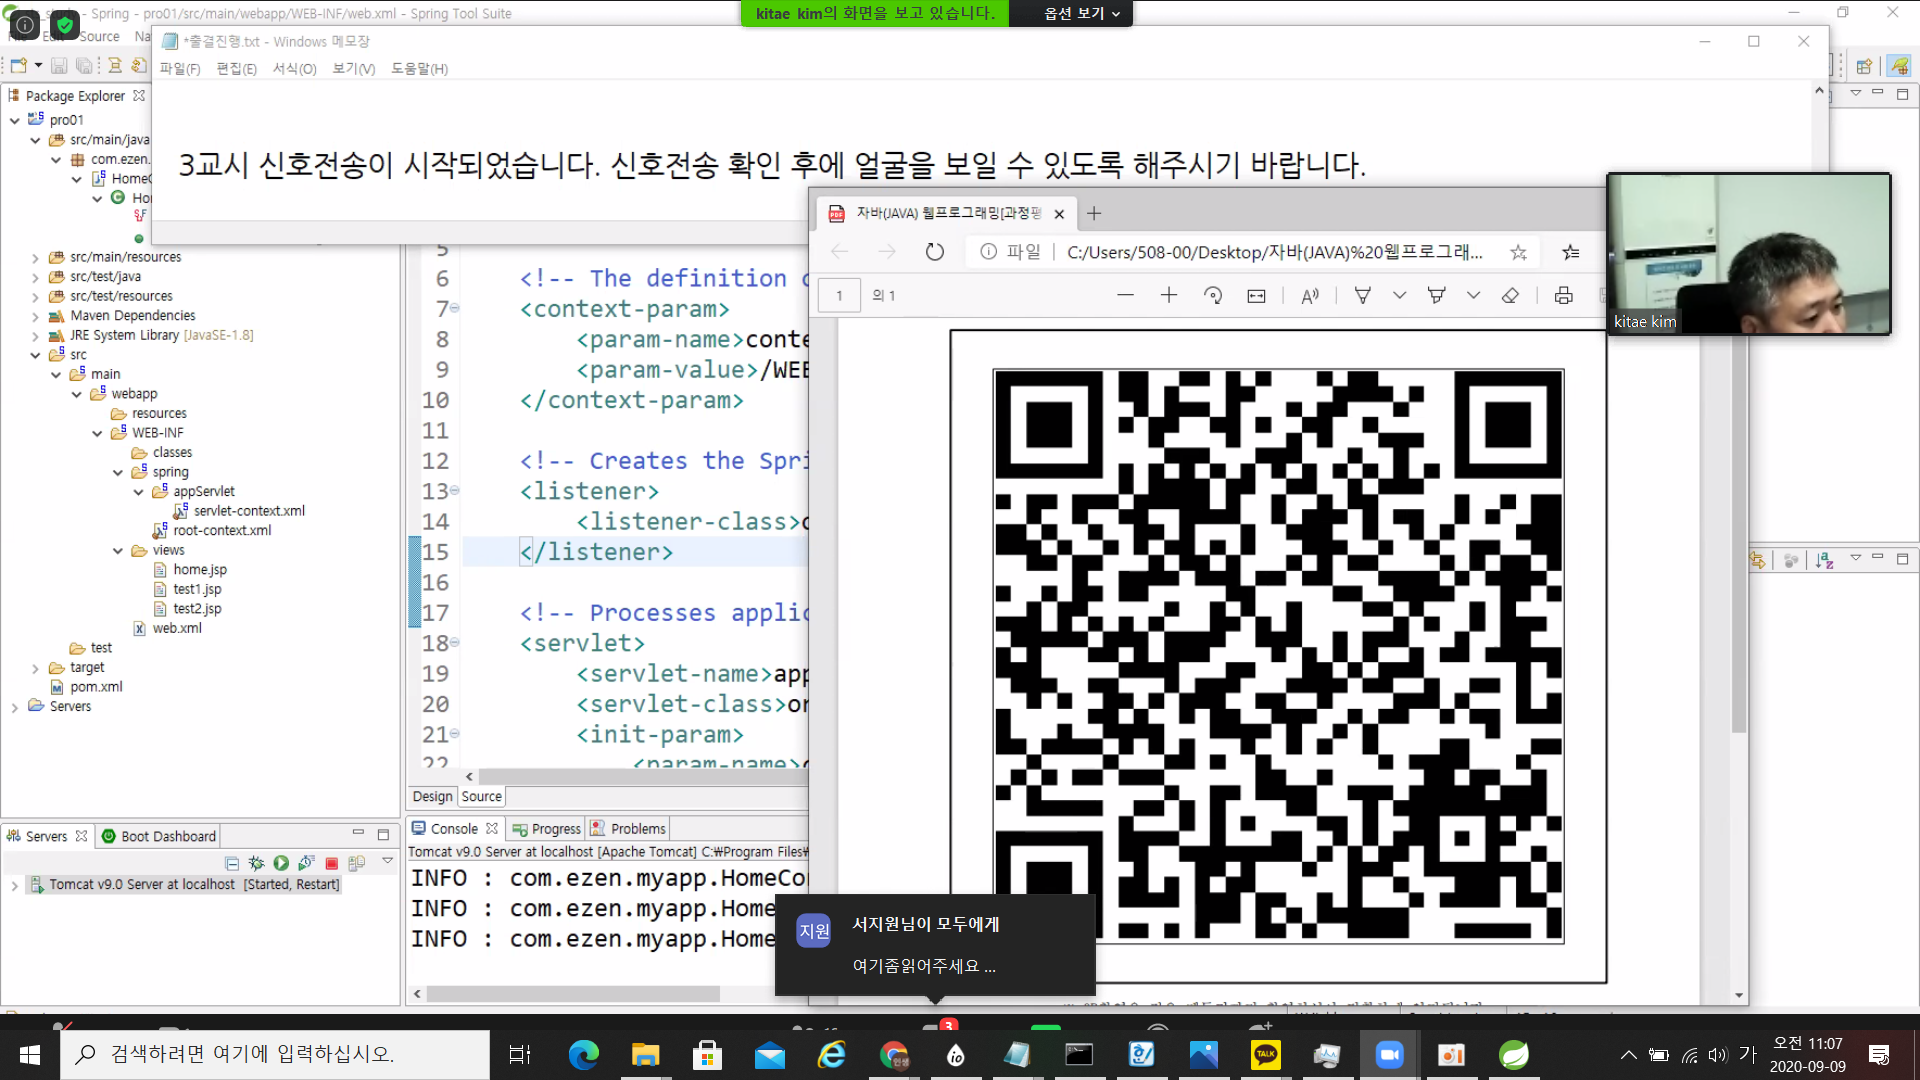 pro01/src/main/webapp/WEB-INF/web.xml - Spring Tool Suite
kitae kim의 화면을 보고 있습니다.
옵션 보기
Source
*출결진행.txt - Windows 메모장
파일(F) 편집(E) 서식(O) 보기(V) 도움말(H)
3교시 신호전송이 시작되었습니다. 신호전송 확인 후에 얼굴을 보일 수 있도록 해주시기 바랍니다.
Package Explorer
pro01
src/main/java
com.ezen.
src/main/resources
src/test/java
src/test/resources
Maven Dependencies
JRE System Library [JavaSE-1.8]
src
main
webapp
resources
WEB-INF
classes
spring
appServlet
servlet-context.xml
root-context.xml
views
home.jsp
test1.jsp
test2.jsp
web.xml
test
target
pom.xml
Servers
5
6 <!-- The definition
7 <context-param>
8 <param-name>conte
9 <param-value>/WEB
10 </context-param>
11
12 <!-- Creates the Spri
13 <listener>
14 <listener-class>o
15 </listener>
16
17 <!-- Processes applic
18 <servlet>
19 <servlet-name>app
20 <servlet-class>or
21 <init-param>
22 <param-name>c
Design Source
자바(JAVA) 웹프로그래밍[과정평
파일 C:/Users/508-00/Desktop/자바(JAVA)%20웹프로그래...
1 의 1
kitae kim
Servers Boot Dashboard
Tomcat v9.0 Server at localhost [Started, Restart]
Console Progress Problems
Tomcat v9.0 Server at localhost [Apache Tomcat] C:₩Program Files₩
INFO : com.ezen.myapp.HomeCon
INFO : com.ezen.myapp.Home
INFO : com.ezen.myapp.Home
지원
서지원님이 모두에게
여기좀읽어주세요 ...
3
검색하려면 여기에 입력하십시오.
TALK
가
오전 11:07
2020-09-09